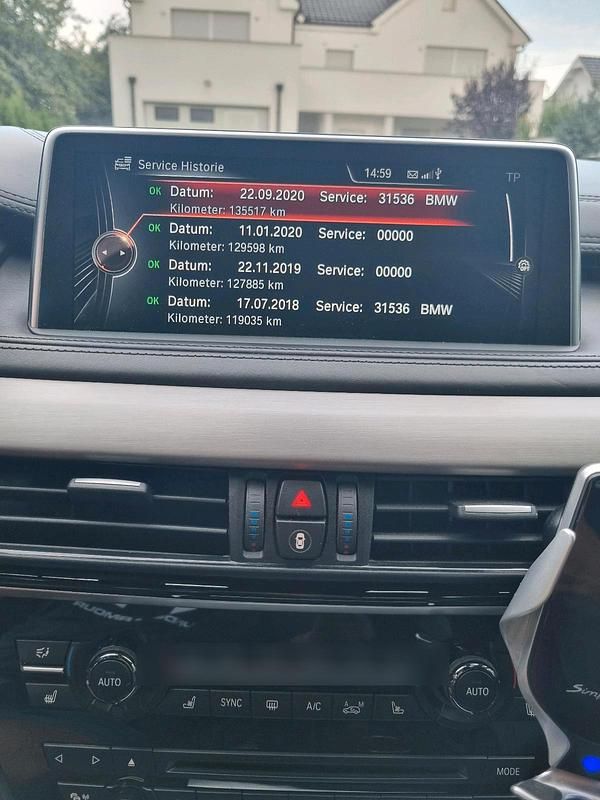 Service Historie 14:59 TP
OK Datum: 22.09.2020 Service: 31536 BMW
Kilometer: 135517 km
OK Datum: 11.01.2020 Service: 00000
Kilometer: 129598 km
OK Datum: 22.11.2019 Service: 00000
Kilometer: 127885 km
OK Datum: 17.07.2018 Service: 31536 BMW
Kilometer: 119035 km
AUTO SYNC A/C A M AUTO
MODE